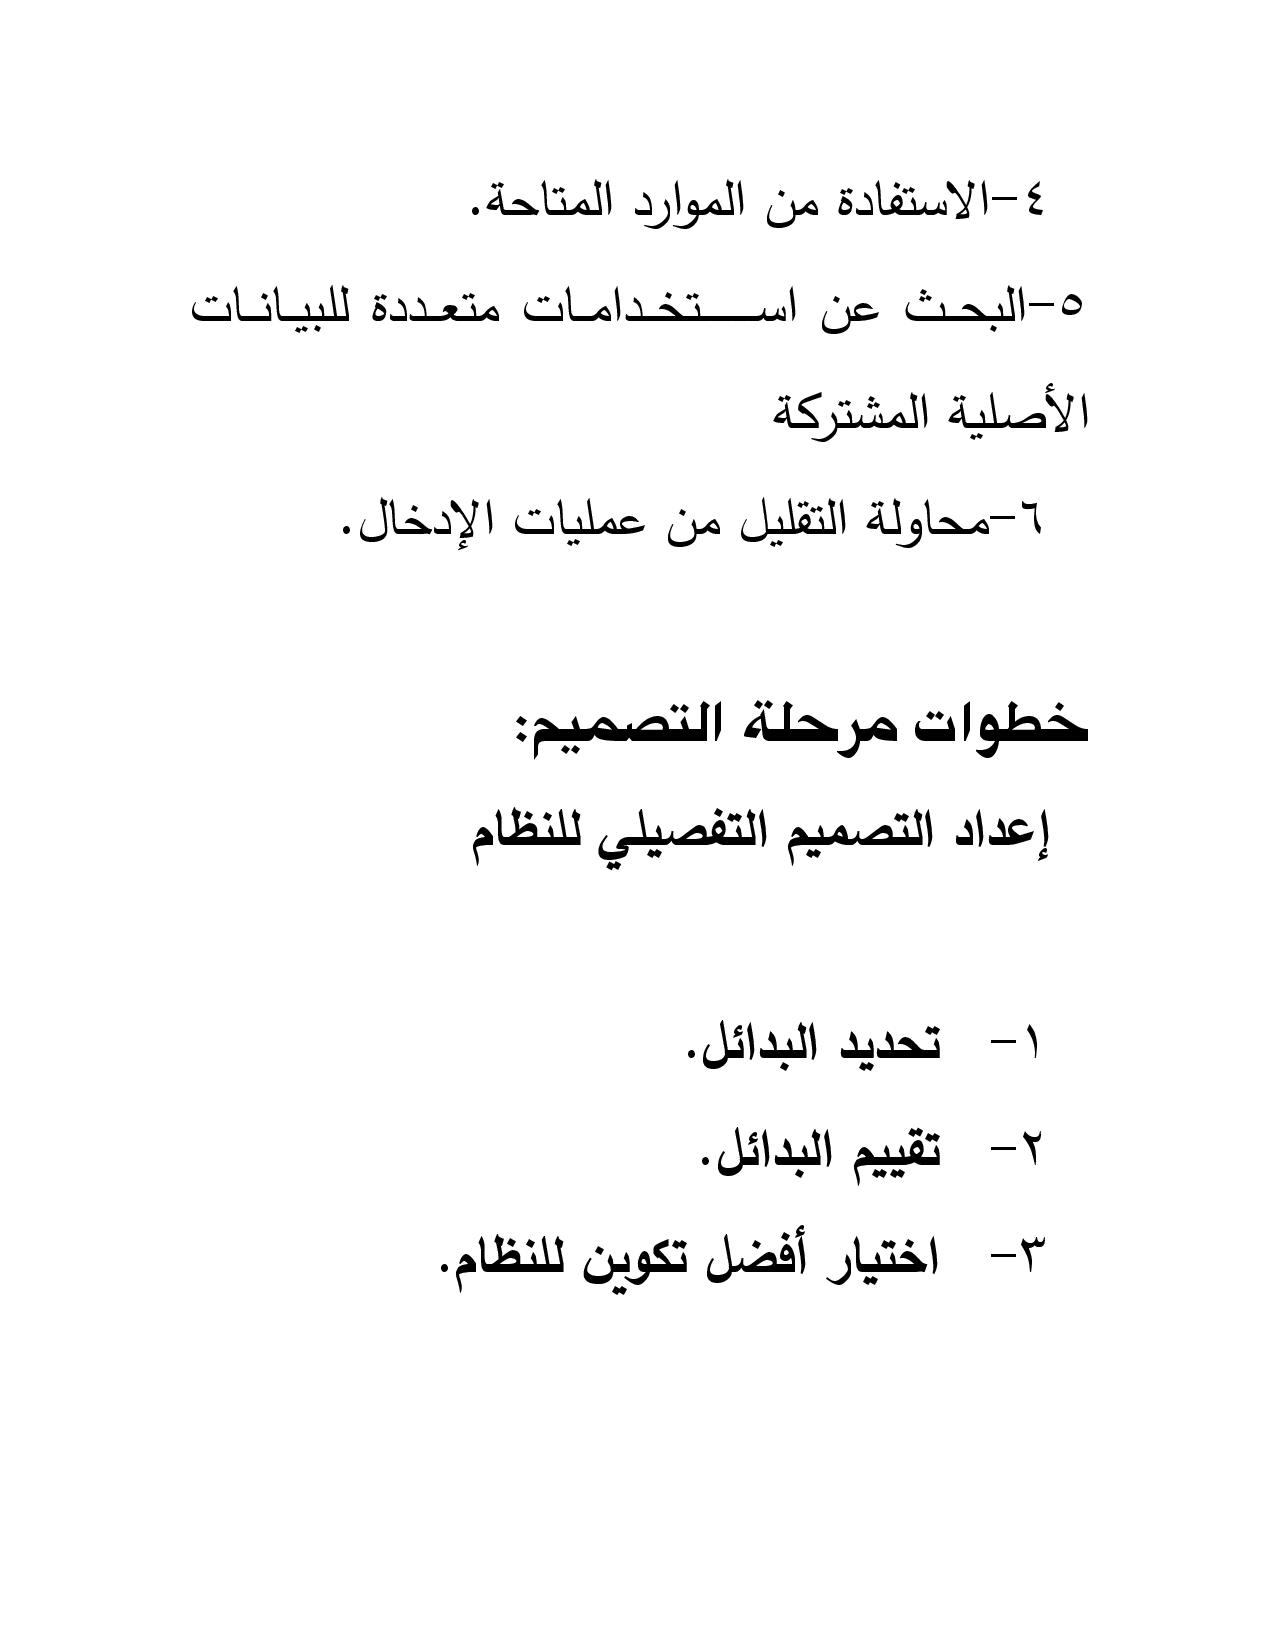 ٤-الاستفادة من الموارد المتاحة.
٥-البحث عن استخدامات متعددة للبيانات
الأصلية المشتركة
٦-محاولة التقليل من عمليات الإدخال.
خطوات مرحلة التصميم:
إعداد التصميم التفصيلي للنظام
١- تحديد البدائل.
٢- تقييم البدائل.
٣- اختيار أفضل تكوين للنظام.